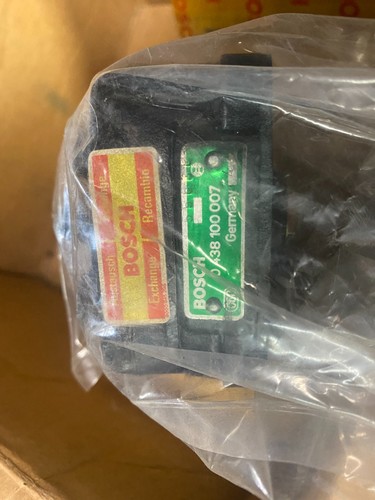 BOSCH
Exchange
Recambio
BOSCH
0 438 100 007
Germany